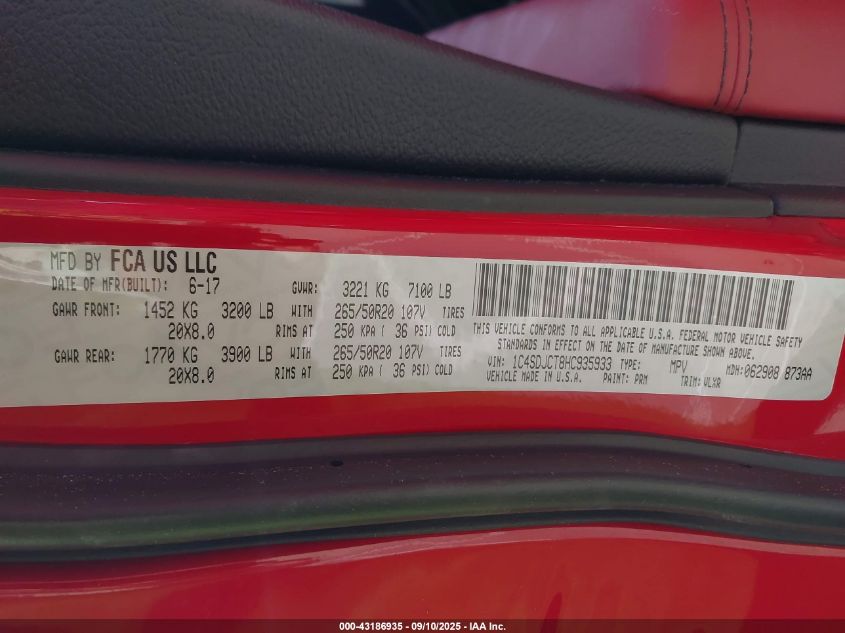 MFD BY FCA US LLC
DATE OF MFR(BUILT): 6-17 GVWR: 3221 KG 7100 LB
GAWR FRONT: 1452 KG 3200 LB WITH 265/50R20 107V TIRES
20X8.0 RIMS AT 250 KPA ( 36 PSI) COLD
GAWR REAR: 1770 KG 3900 LB WITH 265/50R20 107V TIRES
20X8.0 RIMS AT 250 KPA ( 36 PSI) COLD
THIS VEHICLE CONFORMS TO ALL APPLICABLE U.S.A. FEDERAL MOTOR VEHICLE SAFETY
STANDARDS IN EFFECT ON THE DATE OF MANUFACTURE SHOWN ABOVE.
VIN: 1C4SDJCT8HC935933 TYPE: MPV MDH: 062908 873AA
VEHICLE MADE IN U.S.A. PAINT: PRM TRIM: VLXR
000-43186935 - 09/10/2025 - IAA Inc.